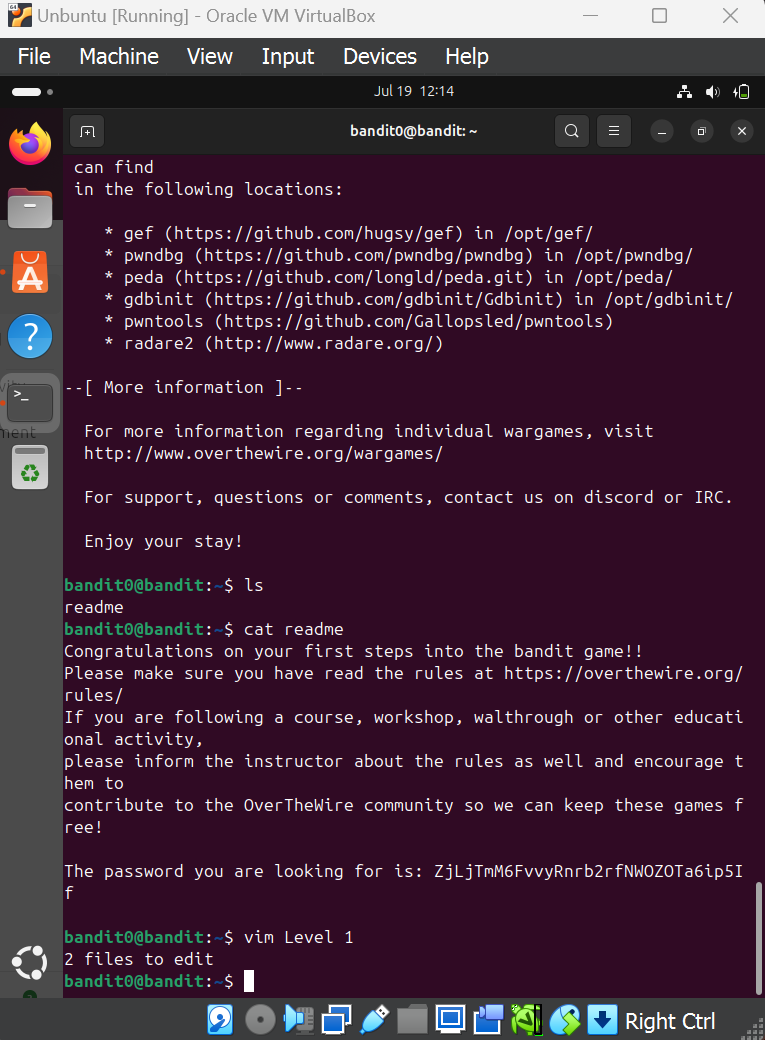 Unbuntu [Running] - Oracle VM VirtualBox
File Machine View Input Devices Help
Jul 19 12:14
bandit0@bandit: ~
can find
in the following locations:
* gef (https://github.com/hugsy/gef) in /opt/gef/
* pwndbg (https://github.com/pwndbg/pwndbg) in /opt/pwndbg/
* peda (https://github.com/longld/peda.git) in /opt/peda/
* gdbinit (https://github.com/gdbinit/Gdbinit) in /opt/gdbinit/
* pwntools (https://github.com/Gallopsled/pwntools)
* radare2 (http://www.radare.org/)
--[ More information ]--
For more information regarding individual wargames, visit
http://www.overthewire.org/wargames/
For support, questions or comments, contact us on discord or IRC.
Enjoy your stay!
bandit0@bandit:~$ ls
readme
bandit0@bandit:~$ cat readme
Congratulations on your first steps into the bandit game!!
Please make sure you have read the rules at https://overthewire.org/
rules/
If you are following a course, workshop, walthrough or other educati
onal activity,
please inform the instructor about the rules as well and encourage t
hem to
contribute to the OverTheWire community so we can keep these games f
ree!
The password you are looking for is: ZjLjTmM6FvvyRnrb2rfNWOZOTa6ip5I
f
bandit0@bandit:~$ vim Level 1
2 files to edit
bandit0@bandit:~$
Right Ctrl